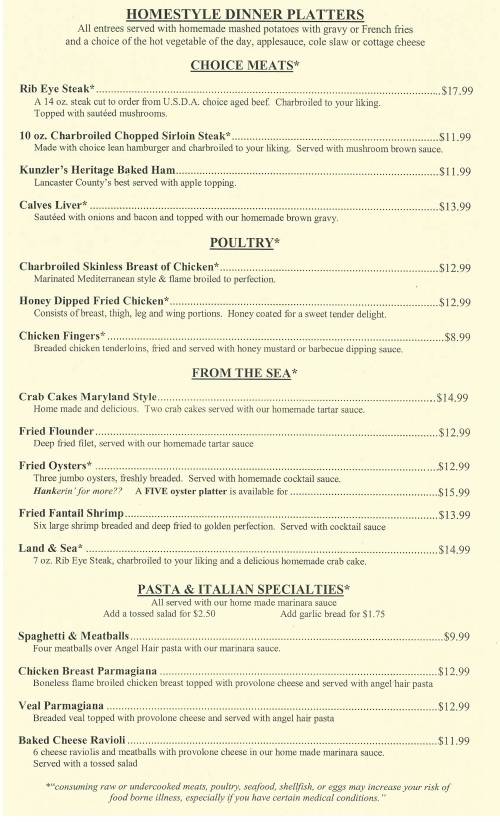 HOMESTYLE DINNER PLATTERS
All entrees served with homemade mashed potatoes with gravy or French fries
and a choice of the hot vegetable of the day, applesauce, cole slaw or cottage cheese
CHOICE MEATS*
Rib Eye Steak* $17.99
A 14 oz. steak cut to order from U.S.D.A. choice aged beef. Charbroiled to your liking.
Topped with sautéed mushrooms.
10 oz. Charbroiled Chopped Sirloin Steak* $11.99
Made with choice lean hamburger and charbroiled to your liking. Served with mushroom brown sauce.
Kunzler's Heritage Baked Ham $11.99
Lancaster County's best served with apple topping.
Calves Liver* $13.99
Sautéed with onions and bacon and topped with our homemade brown gravy.
POULTRY*
Charbroiled Skinless Breast of Chicken* $12.99
Marinated Mediterranean style & flame broiled to perfection.
Honey Dipped Fried Chicken* $12.99
Consists of breast, thigh, leg and wing portions. Honey coated for a sweet tender delight.
Chicken Fingers* $8.99
Breaded chicken tenderloins, fried and served with honey mustard or barbecue dipping sauce.
FROM THE SEA*
Crab Cakes Maryland Style $14.99
Home made and delicious. Two crab cakes served with our homemade tartar sauce.
Fried Flounder $12.99
Deep fried filet, served with our homemade tartar sauce
Fried Oysters* $12.99
Three jumbo oysters, freshly breaded. Served with homemade cocktail sauce.
Hankerin' for more?? A FIVE oyster platter is available for $15.99
Fried Fantail Shrimp $13.99
Six large shrimp breaded and deep fried to golden perfection. Served with cocktail sauce
Land & Sea* $14.99
7 oz. Rib Eye Steak, charbroiled to your liking and a delicious homemade crab cake.
PASTA & ITALIAN SPECIALTIES*
All served with our home made marinara sauce
Add a tossed salad for $2.50 Add garlic bread for $1.75
Spaghetti & Meatballs $9.99
Four meatballs over Angel Hair pasta with our marinara sauce.
Chicken Breast Parmagiana $12.99
Boneless flame broiled chicken breast topped with provolone cheese and served with angel hair pasta
Veal Parmagiana $12.99
Breaded veal topped with provolone cheese and served with angel hair pasta
Baked Cheese Ravioli $11.99
6 cheese raviolis and meatballs with provolone cheese in our home made marinara sauce.
Served with a tossed salad
*"consuming raw or undercooked meats, poultry, seafood, shellfish, or eggs may increase your risk of
food borne illness, especially if you have certain medical conditions."